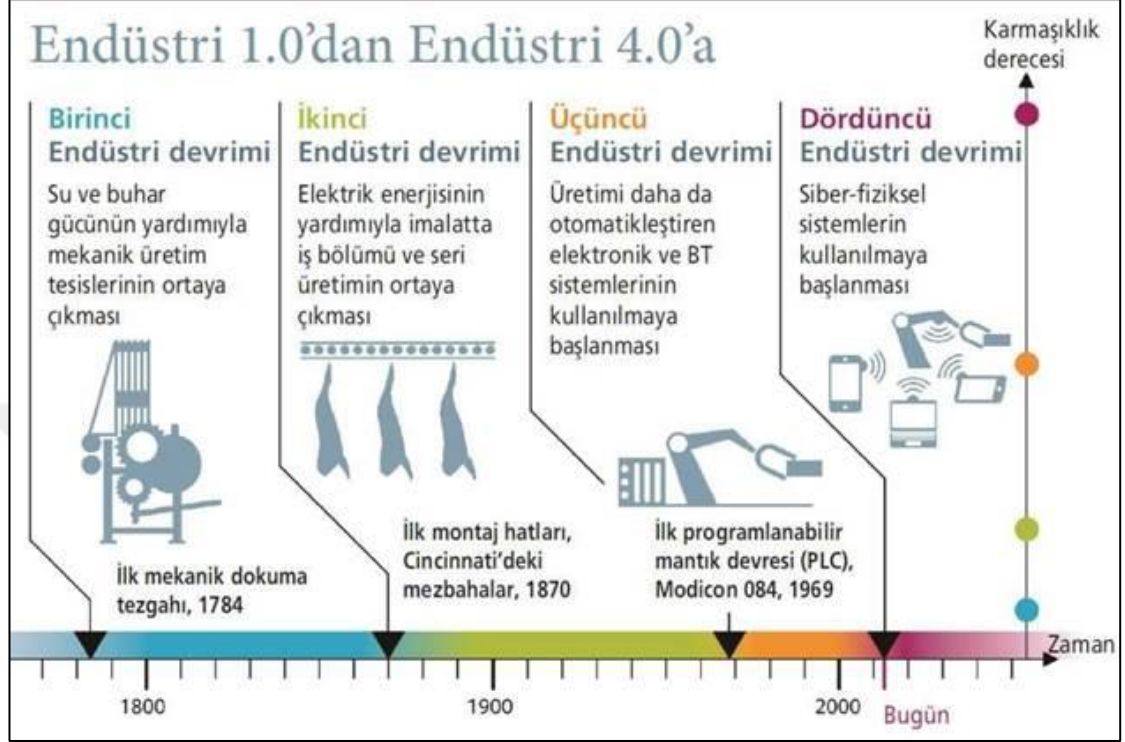 Endüstri 1.0’dan Endüstri 4.0’a
Karmaşıklık
derecesi
Birinci
Endüstri devrimi
Su ve buhar
gücünün yardımıyla
mekanik üretim
tesislerinin ortaya
çıkması
İkinci
Endüstri devrimi
Elektrik enerjisinin
yardımıyla imalatta
iş bölümü ve seri
üretimin ortaya
çıkması
Üçüncü
Endüstri devrimi
Üretimi daha da
otomatikleştiren
elektronik ve BT
sistemlerinin
kullanılmaya
başlanması
Dördüncü
Endüstri devrimi
Siber-fiziksel
sistemlerin
kullanılmaya
başlanması
İlk mekanik dokuma
tezgahı, 1784
İlk montaj hatları,
Cincinnati’deki
mezbahalar, 1870
İlk programlanabilir
mantık devresi (PLC),
Modicon 084, 1969
Zaman
1800
1900
2000
Bugün